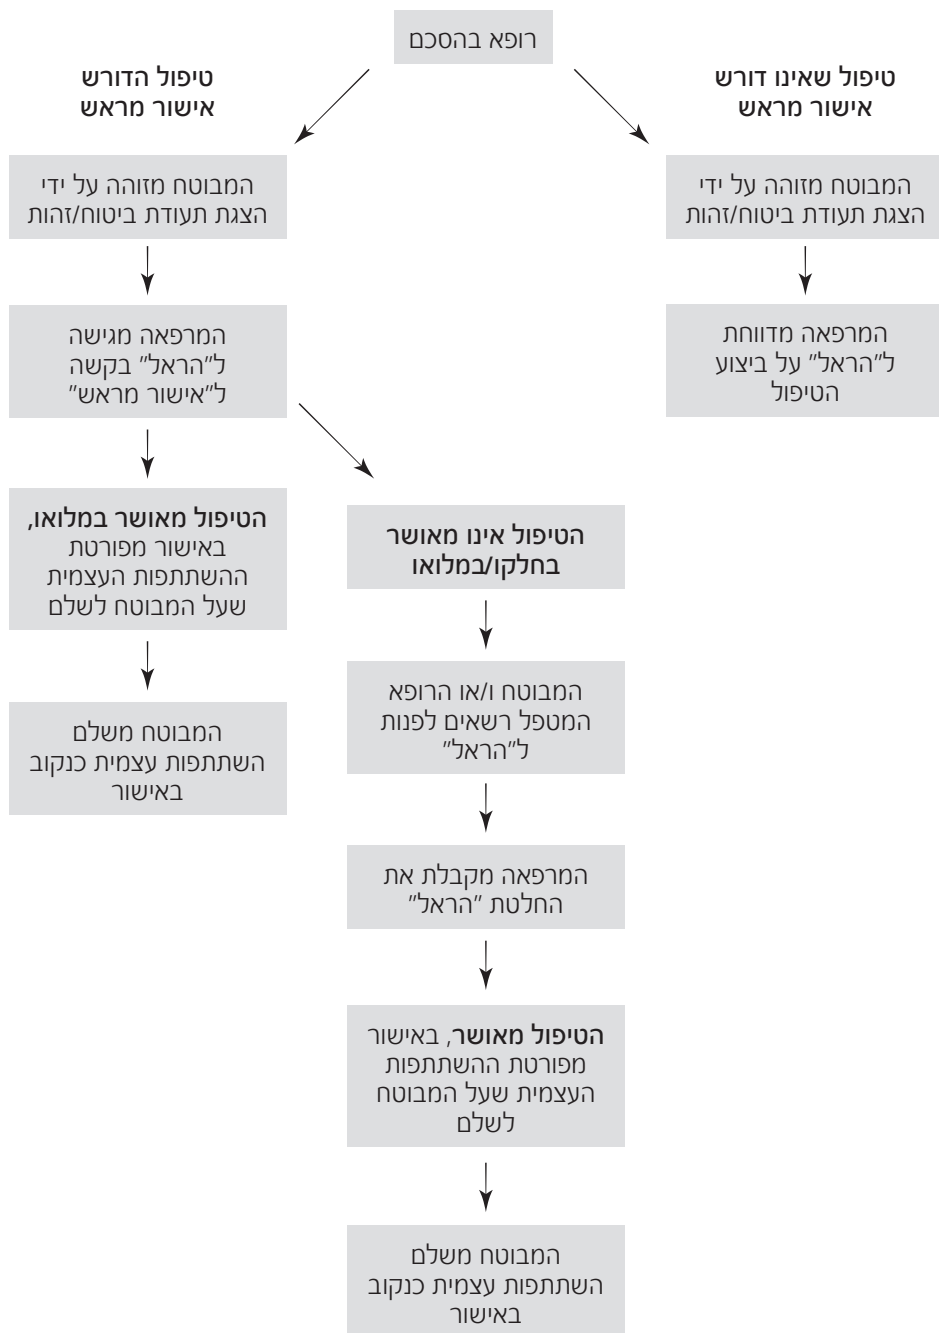 רופא בהסכם
טיפול שאינו דורש
אישור מראש
המבוטח מזוהה על ידי
הצגת תעודת ביטוח/זהות
המרפאה מדווחת
ל"הראל" על ביצוע
הטיפול
טיפול הדורש
אישור מראש
המבוטח מזוהה על ידי
הצגת תעודת ביטוח/זהות
המרפאה מגישה
ל"הראל" בקשה
ל"אישור מראש"
הטיפול מאושר במלואו,
באישור מפורטת
ההשתתפות העצמית
שעל המבוטח לשלם
המבוטח משלם
השתתפות עצמית כנקוב
באישור
הטיפול אינו מאושר
בחלקו/במלואו
המבוטח ו/או הרופא
המטפל רשאים לפנות
ל"הראל"
המרפאה מקבלת את
החלטת "הראל"
הטיפול מאושר, באישור
מפורטת ההשתתפות
העצמית שעל המבוטח
לשלם
המבוטח משלם
השתתפות עצמית כנקוב
באישור